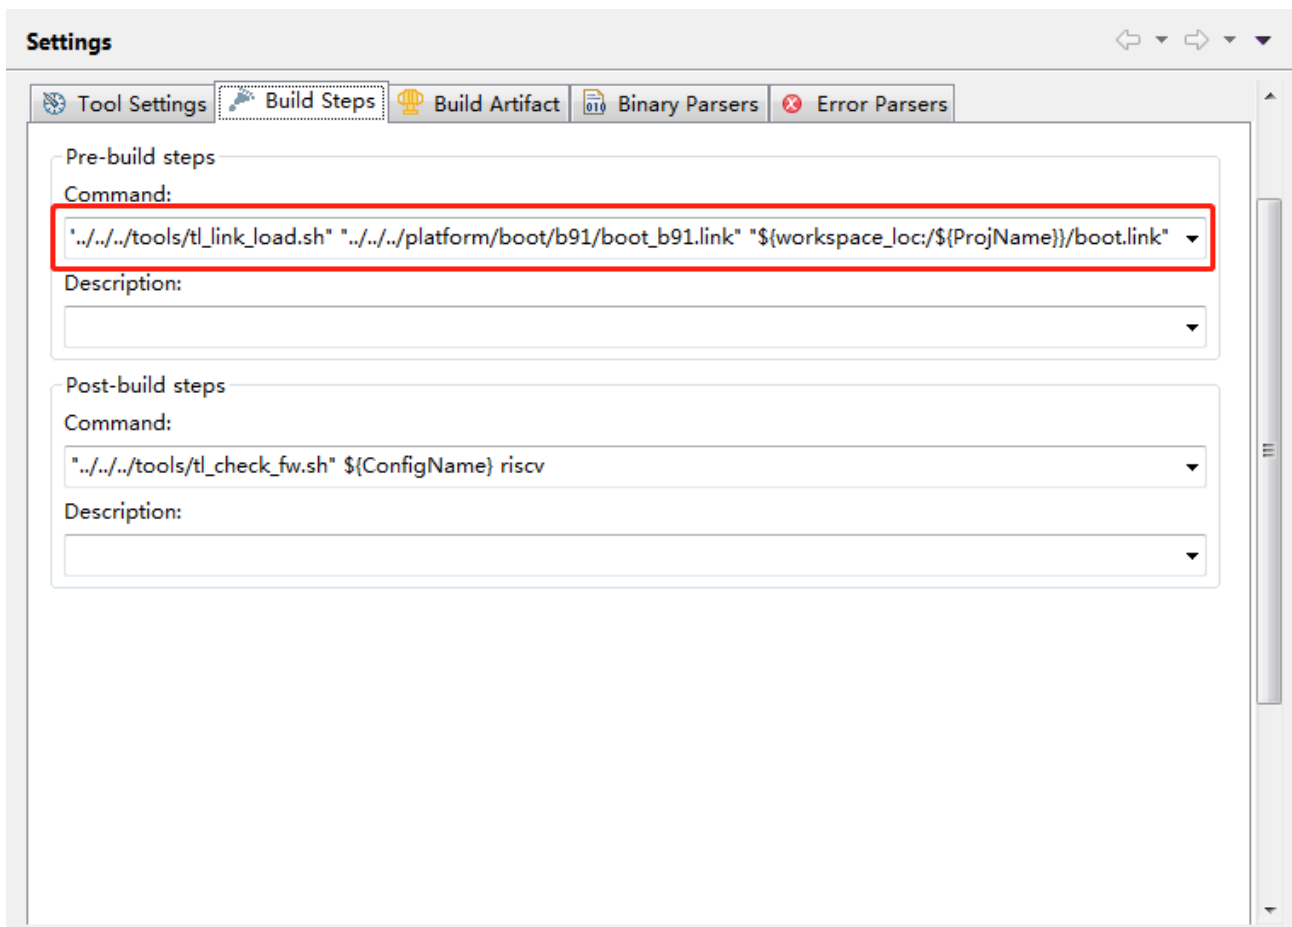 Settings
Tool Settings Build Steps Build Artifact Binary Parsers Error Parsers
Pre-build steps
Command:
"../../../tools/tl_link_load.sh" "../../../platform/boot/b91/boot_b91.link" "${workspace_loc:/${ProjName}}/boot.link"
Description:
Post-build steps
Command:
"../../../tools/tl_check_fw.sh" ${ConfigName} riscv
Description: